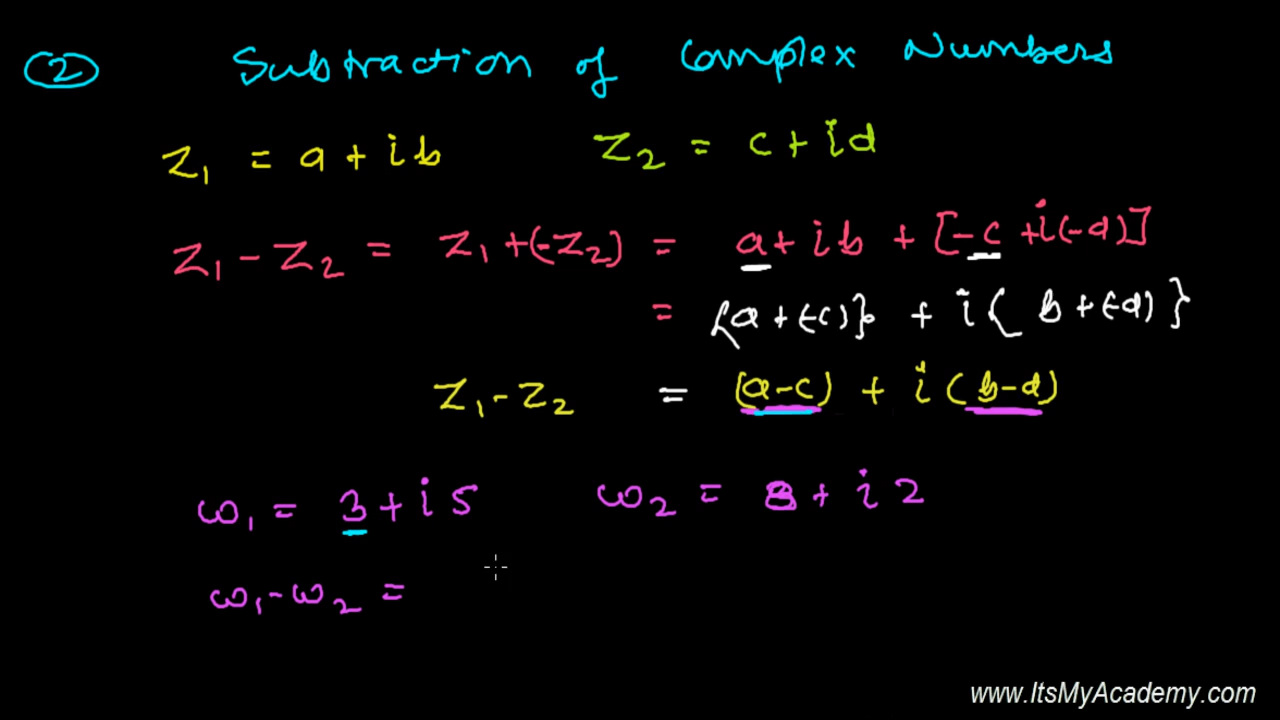 (2) Subtraction of Complex Numbers
z₁ = a + ib z₂ = c + id
z₁ - z₂ = z₁ + (-z₂) = a + ib + [-c + i(-d)]
= {a + (-c)} + i{b + (-d)}
z₁ - z₂ = (a-c) + i(b-d)
ω₁ = 3 + i5 ω₂ = 8 + i2
ω₁ - ω₂ =
www.ItsMyAcademy.com